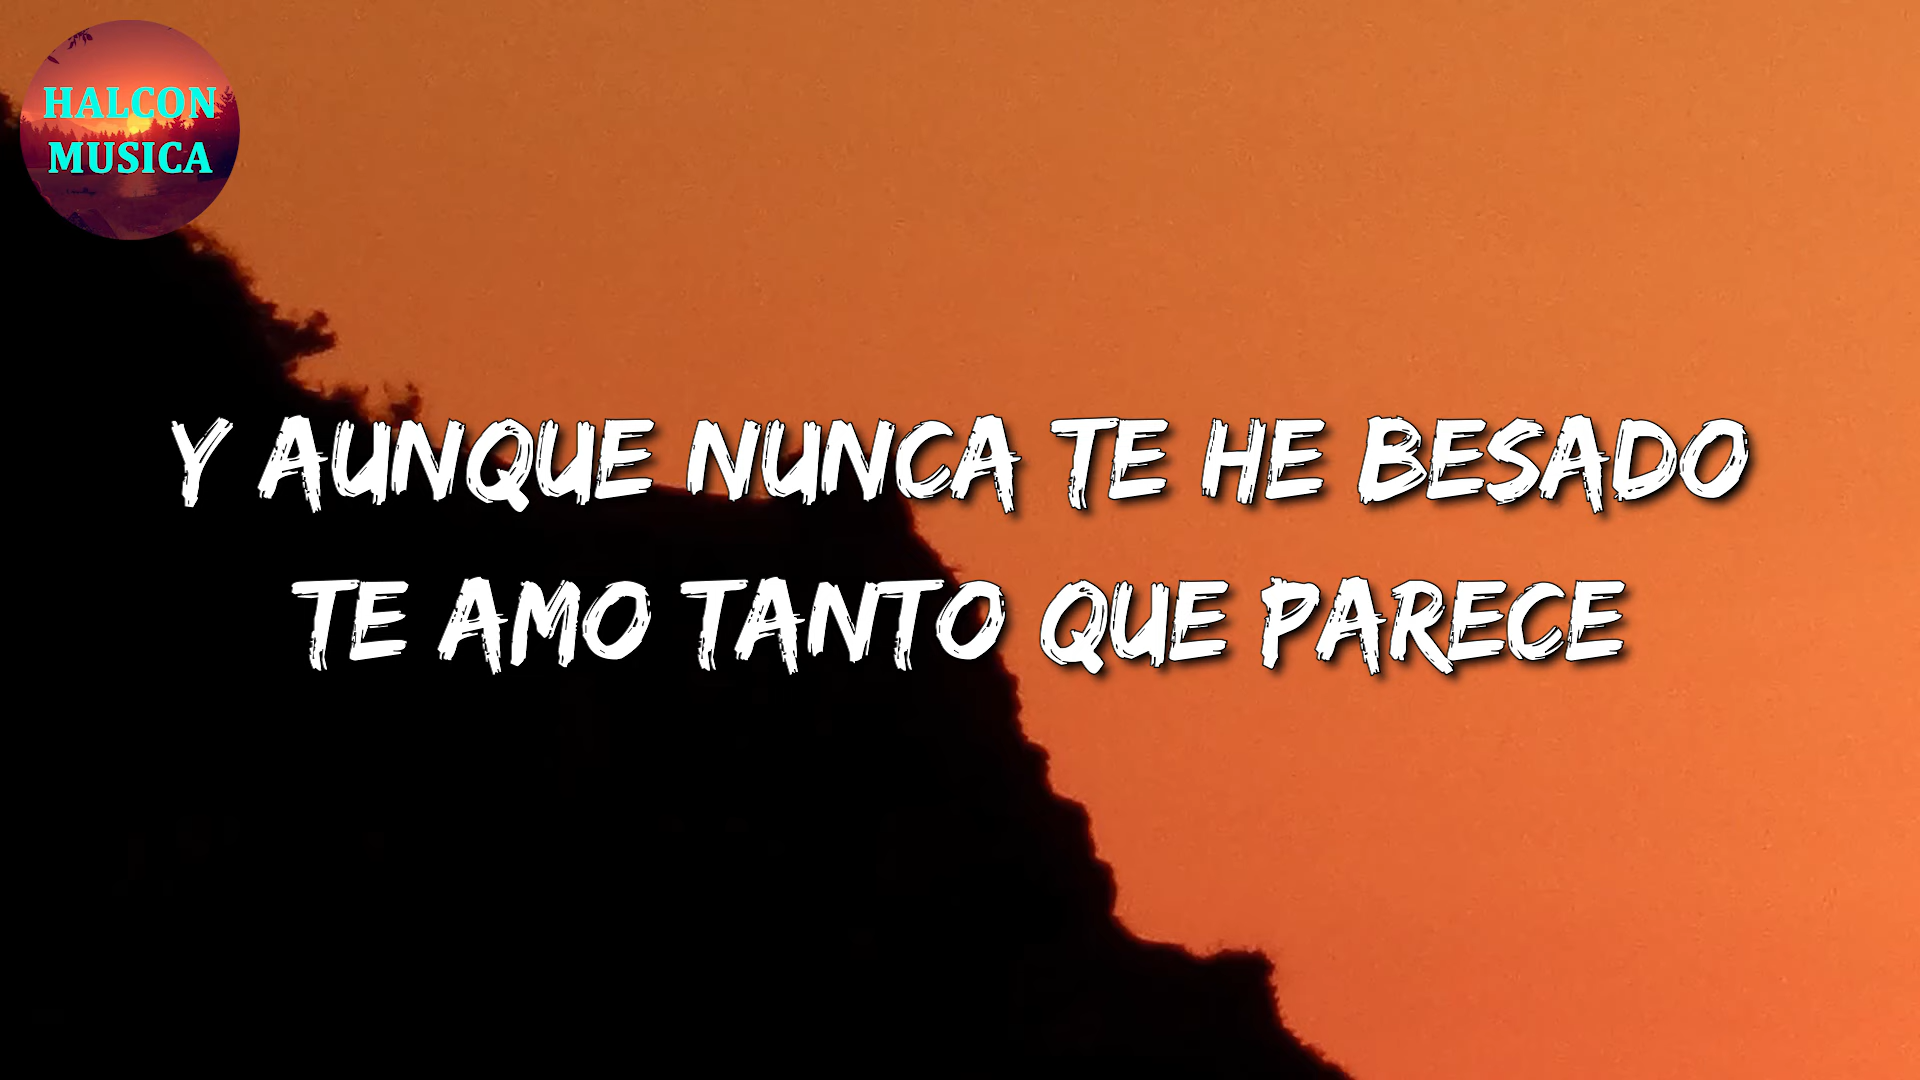 HALCON
MUSICA
Y AUNQUE NUNCA TE HE BESADO
TE AMO TANTO QUE PARECE